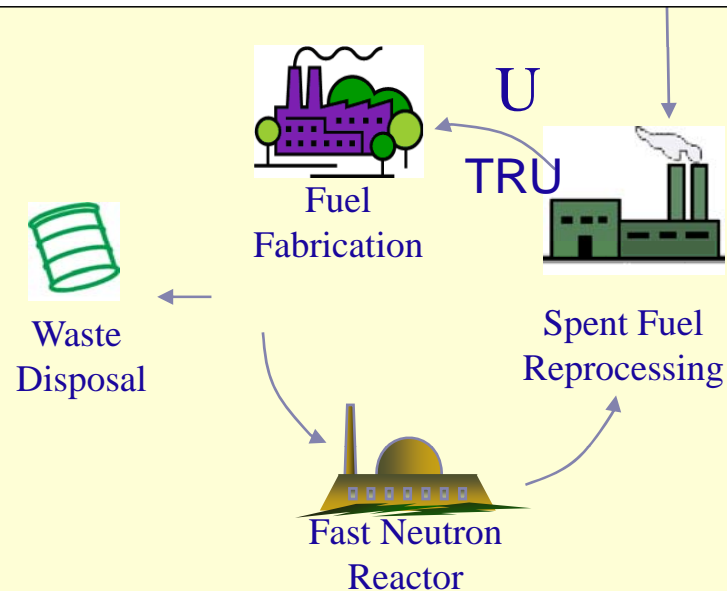 U
TRU
Fuel
Fabrication
Waste
Disposal
Spent Fuel
Reprocessing
Fast Neutron
Reactor